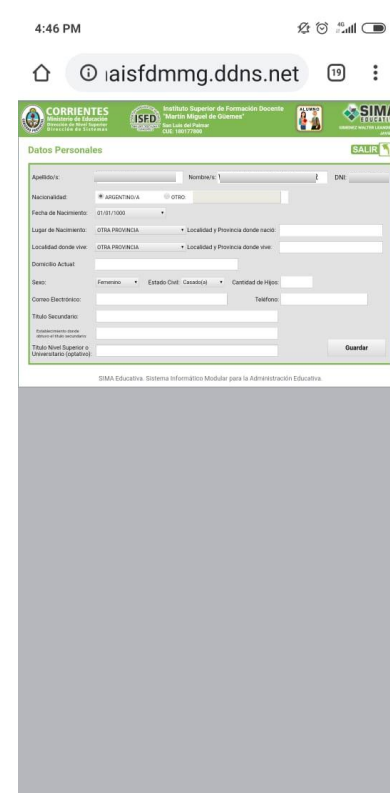 4:46 PM
4G
ıaisfdmmg.ddns.net
19
CORRIENTES
Ministerio de Educación
Dirección de Nivel Superior
Dirección de Sistemas
ISFD
Instituto Superior de Formación Docente
"Martín Miguel de Güemes"
San Luis del Palmar
CUE: 180177900
ALUMNO
SIMA
EDUCATI
Datos Personales
SALIR
Apellido/s:
Nombre/s:
DNI:
Nacionalidad:
ARGENTINO/A
OTRO
Fecha de Nacimiento:
01/01/1000
Lugar de Nacimiento:
OTRA PROVINCIA
Localidad y Provincia donde nació:
Localidad donde vive:
OTRA PROVINCIA
Localidad y Provincia donde vive:
Domicilio Actual:
Sexo:
Femenino
Estado Civil:
Casado(a)
Cantidad de Hijos:
Correo Electrónico:
Teléfono:
Título Secundario:
Establecimiento donde
obtuvo el título secundario
Título Nivel Superior o
Universitario (optativo):
Guardar
SIMA Educativa. Sistema Informático Modular para la Administración Educativa.